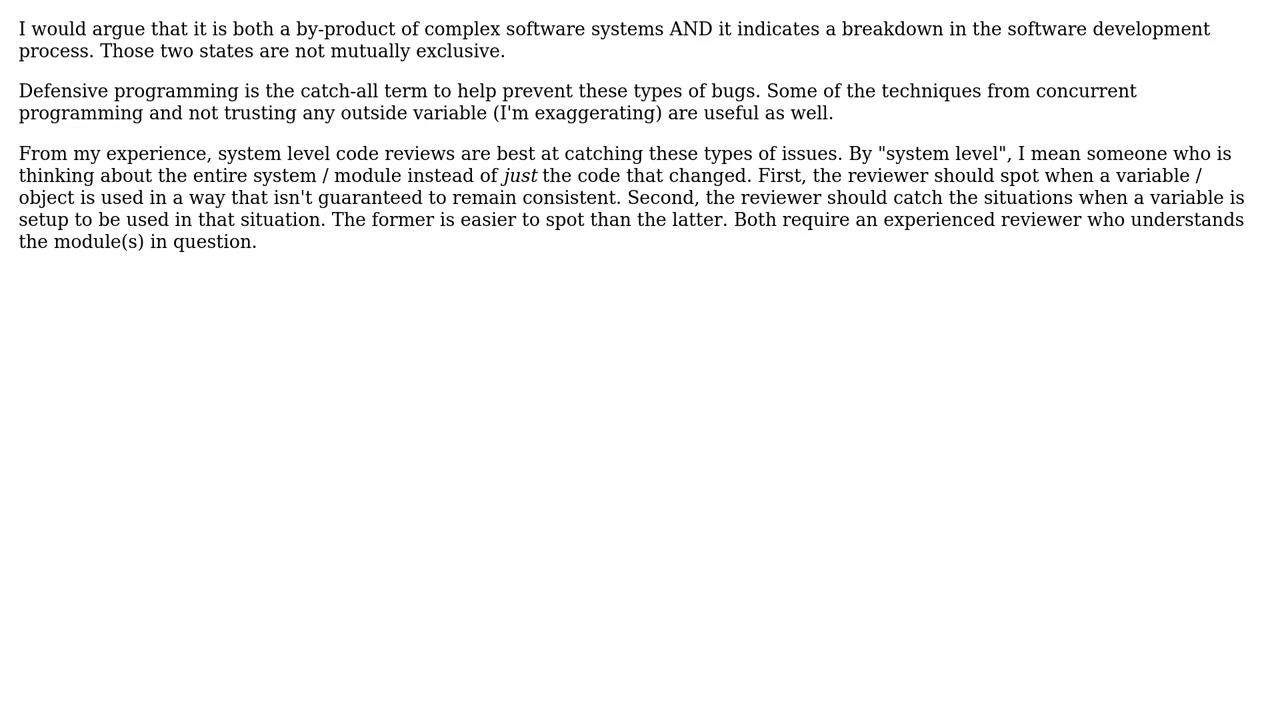 I would argue that it is both a by-product of complex software systems AND it indicates a breakdown in the software development
process. Those two states are not mutually exclusive.
Defensive programming is the catch-all term to help prevent these types of bugs. Some of the techniques from concurrent
programming and not trusting any outside variable (I'm exaggerating) are useful as well.
From my experience, system level code reviews are best at catching these types of issues. By "system level", I mean someone who is
thinking about the entire system / module instead of just the code that changed. First, the reviewer should spot when a variable /
object is used in a way that isn't guaranteed to remain consistent. Second, the reviewer should catch the situations when a variable is
setup to be used in that situation. The former is easier to spot than the latter. Both require an experienced reviewer who understands
the module(s) in question.